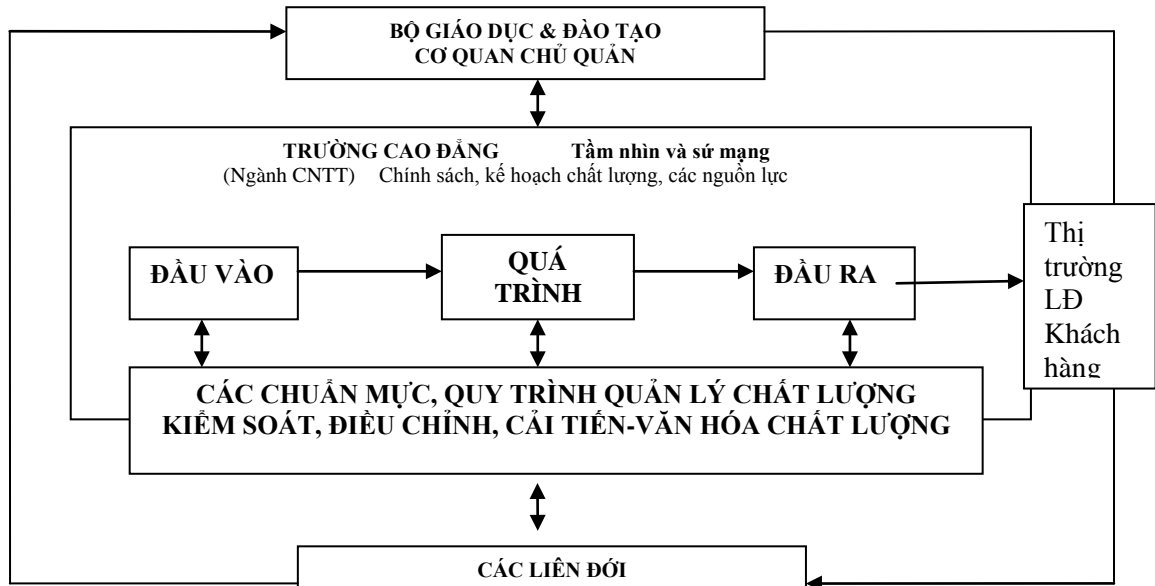 BỘ GIÁO DỤC & ĐÀO TẠO
CƠ QUAN CHỦ QUẢN
TRƯỜNG CAO ĐẲNG Tầm nhìn và sứ mạng
(Ngành CNTT) Chính sách, kế hoạch chất lượng, các nguồn lực
ĐẦU VÀO
QUÁ
TRÌNH
ĐẦU RA
Thị
trường
LĐ
Khách
hàng
CÁC CHUẨN MỰC, QUY TRÌNH QUẢN LÝ CHẤT LƯỢNG
KIỂM SOÁT, ĐIỀU CHỈNH, CẢI TIẾN-VĂN HÓA CHẤT LƯỢNG
CÁC LIÊN ĐỚI